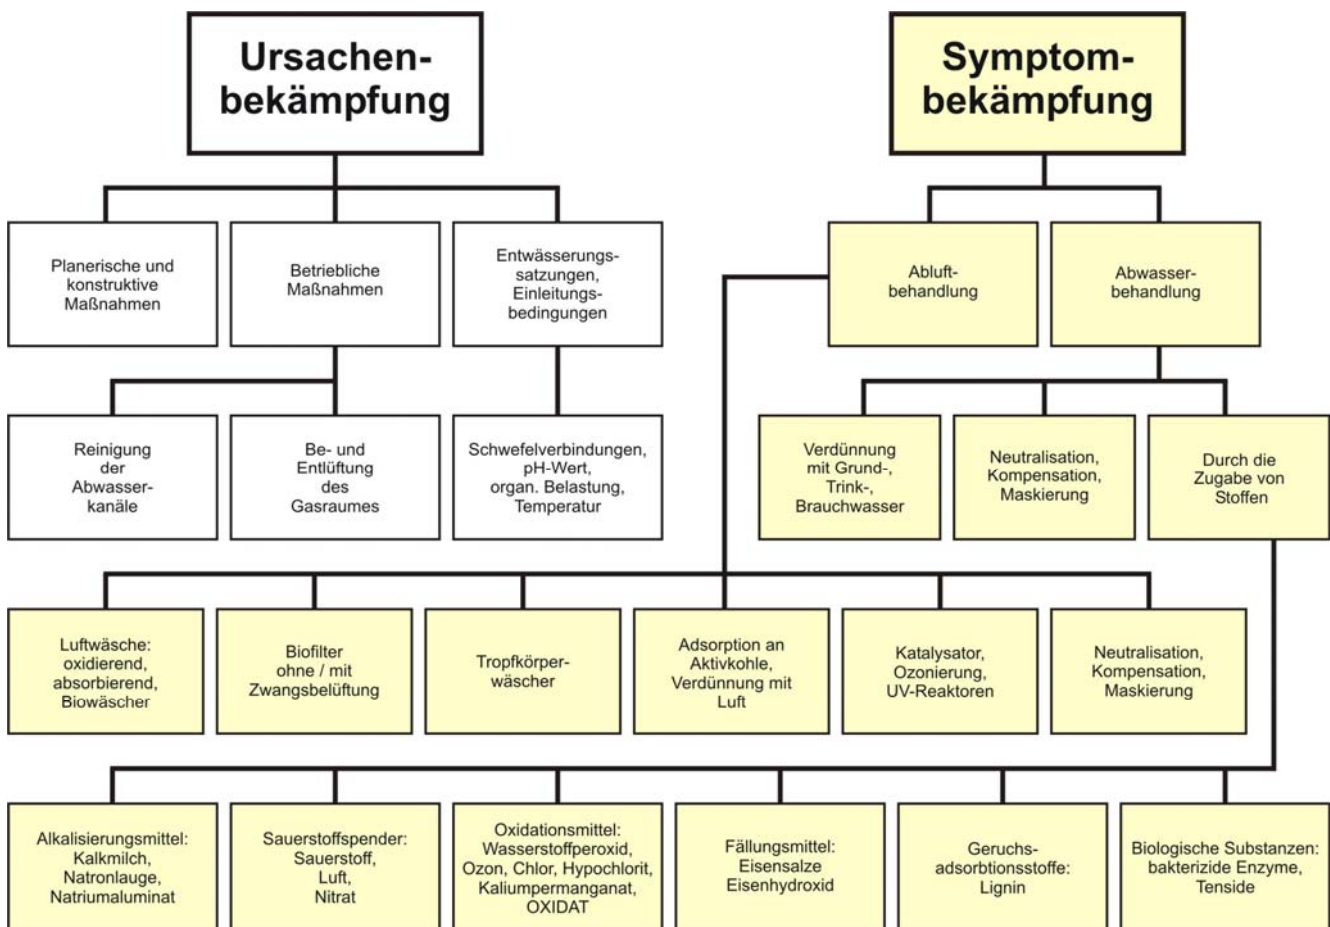 Ursachen-
bekämpfung
Symptom-
bekämpfung
Planerische und
konstruktive
Maßnahmen
Betriebliche
Maßnahmen
Entwässerungs-
satzungen,
Einleitungs-
bedingungen
Abluft-
behandlung
Abwasser-
behandlung
Reinigung
der
Abwasser-
kanäle
Be- und
Entlüftung
des
Gasraumes
Schwefelverbindungen,
pH-Wert,
organ. Belastung,
Temperatur
Verdünnung
mit Grund-,
Trink-,
Brauchwasser
Neutralisation,
Kompensation,
Maskierung
Durch die
Zugabe von
Stoffen
Luftwäsche:
oxidierend,
absorbierend,
Biowäscher
Biofilter
ohne / mit
Zwangsbelüftung
Tropfkörper-
wäscher
Adsorption an
Aktivkohle,
Verdünnung mit
Luft
Katalysator,
Ozonierung,
UV-Reaktoren
Neutralisation,
Kompensation,
Maskierung
Alkalisierungsmittel:
Kalkmilch,
Natronlauge,
Natriumaluminat
Sauerstoffspender:
Sauerstoff,
Luft,
Nitrat
Oxidationsmittel:
Wasserstoffperoxid,
Ozon, Chlor, Hypochlorit,
Kaliumpermanganat,
OXIDAT
Fällungsmittel:
Eisensalze
Eisenhydroxid
Geruchs-
adsorbtionsstoffe:
Lignin
Biologische Substanzen:
bakterizide Enzyme,
Tenside